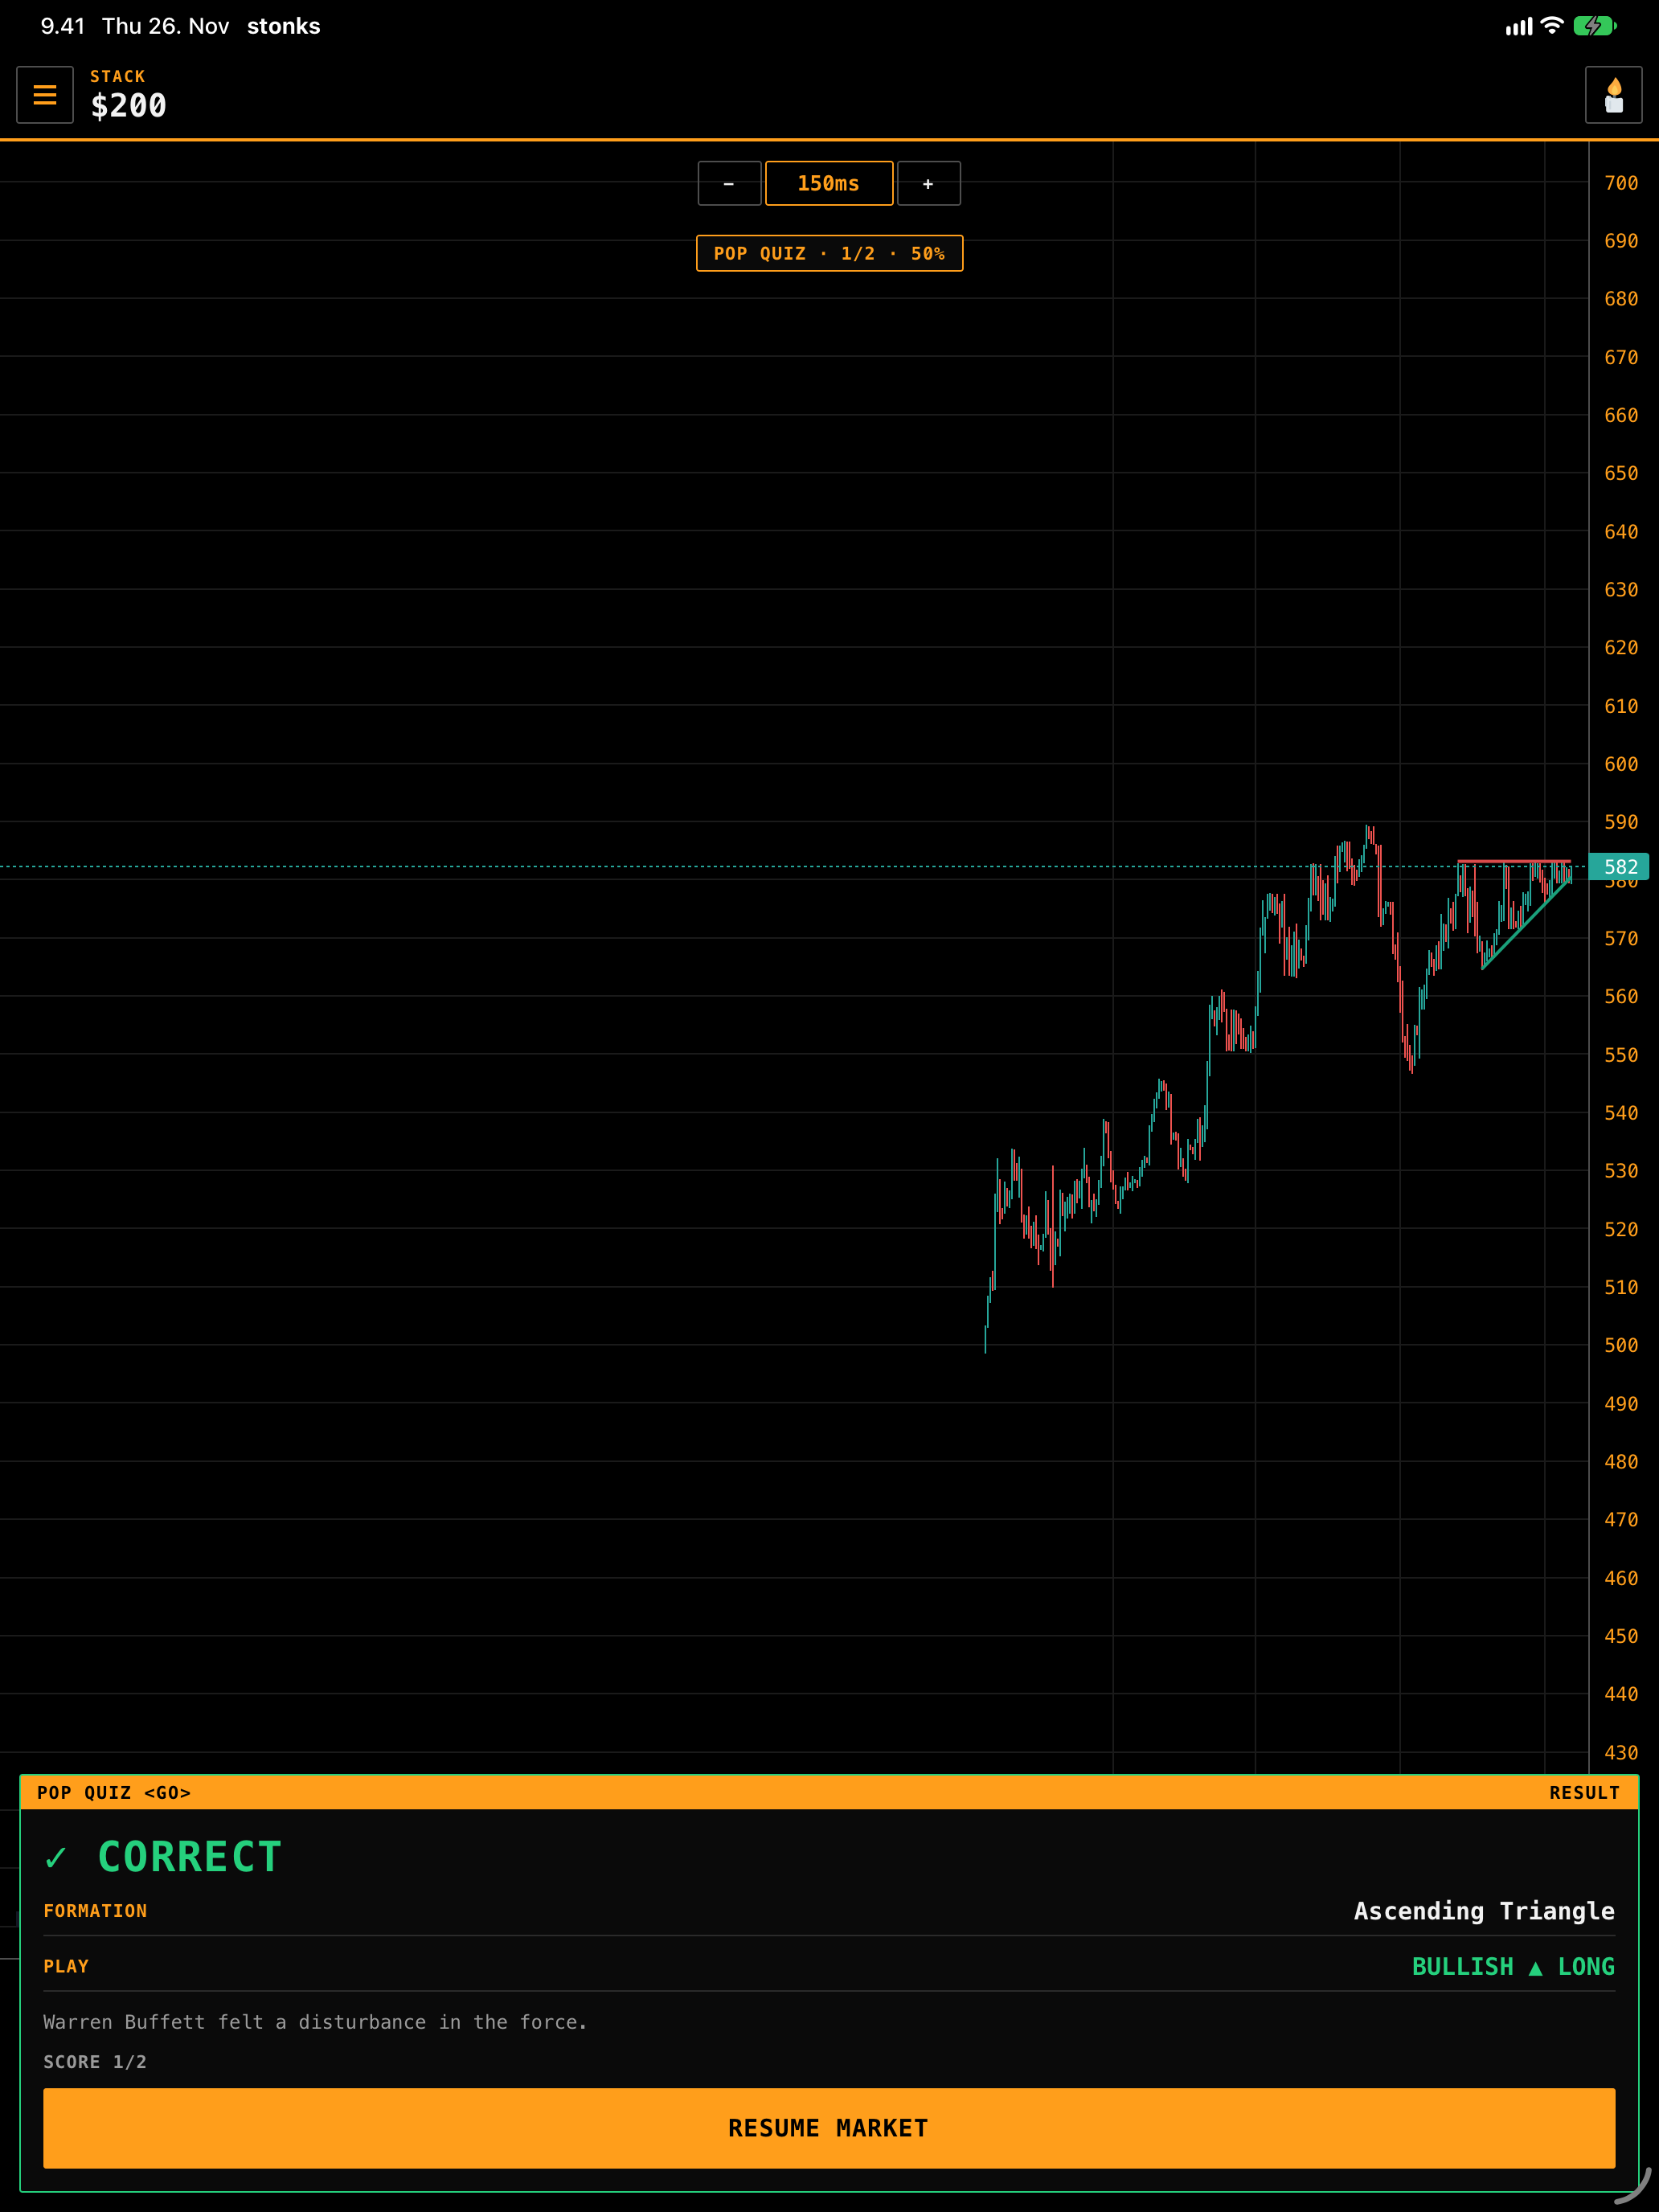 9.41 Thu 26. Nov stonks
STACK
$200
− 150ms +
POP QUIZ · 1/2 · 50%
700
690
680
670
660
650
640
630
620
610
600
590
582
580
570
560
550
540
530
520
510
500
490
480
470
460
450
440
430
POP QUIZ <GO> RESULT
✓ CORRECT
FORMATION Ascending Triangle
PLAY BULLISH ▲ LONG
Warren Buffett felt a disturbance in the force.
SCORE 1/2
RESUME MARKET